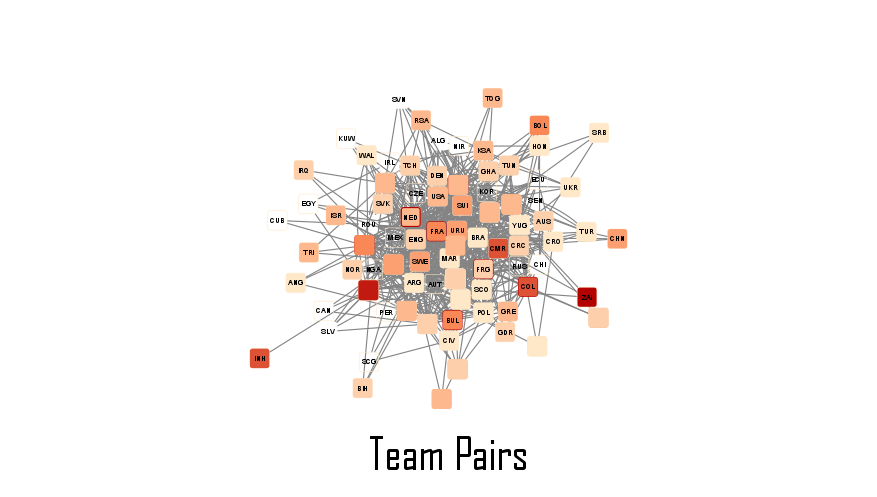 SVN
TOG
RSA
BOL
SRB
KUW
ALG
NIR
HON
WAL
KSA
IRL
TCH
TUN
IRQ
DEN
GHA
ECU
UKR
CZE
USA
KOR
EGY
SVK
SUI
SEN
CUB
ISR
NED
ROU
YUG
AUS
MEX
ENG
FRA
URU
BRA
TUR
CHN
TRI
CMR
CRC
CRO
NOR
NGA
SWE
MAR
FRG
RUS
CHI
ANG
ARG
AUT
SCO
COL
CAN
PER
BUL
POL
GRE
SLV
CIV
GDR
SCG
BIH
Team Pairs